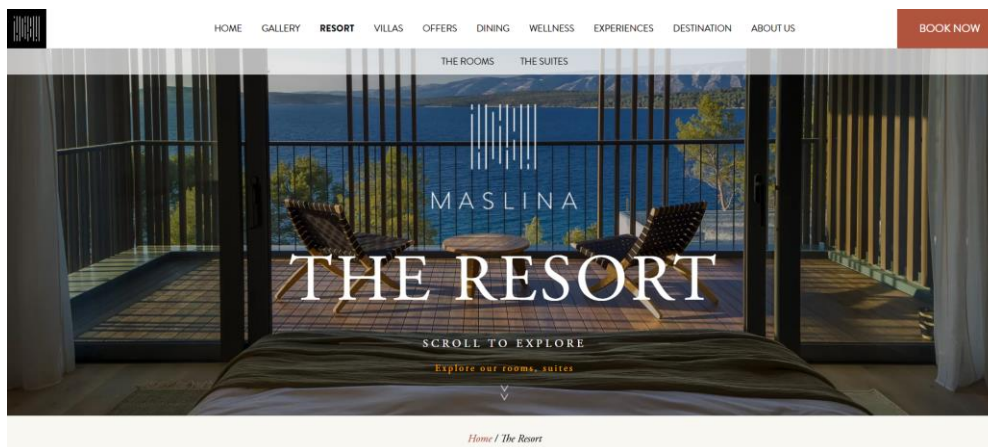 HOME GALLERY RESORT VILLAS OFFERS DINING WELLNESS EXPERIENCES DESTINATION ABOUT US BOOK NOW
THE ROOMS THE SUITES
MASLINA
THE RESORT
SCROLL TO EXPLORE
Explore our rooms, suites
Home / The Resort